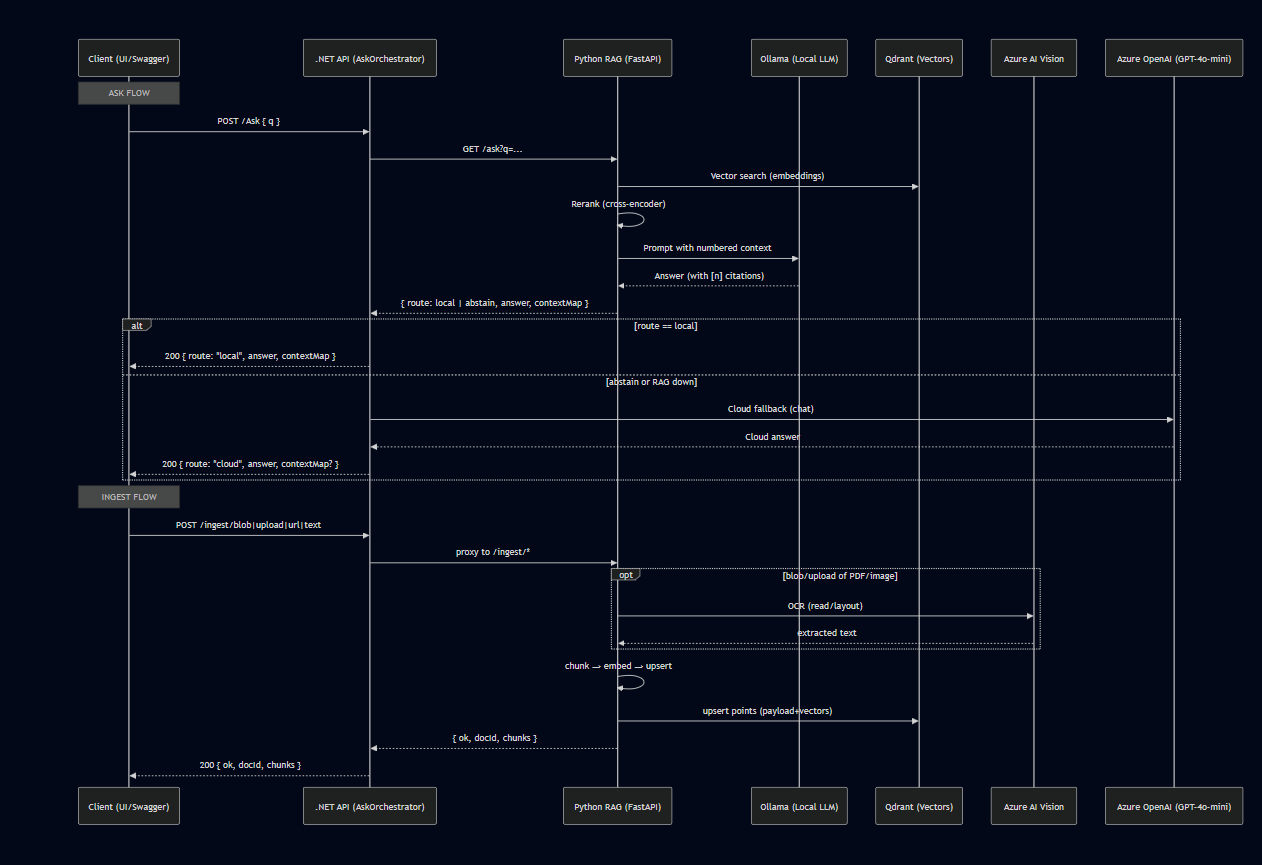 Client (UI/Swagger)
.NET API (AskOrchestrator)
Python RAG (FastAPI)
Ollama (Local LLM)
Qdrant (Vectors)
Azure AI Vision
Azure OpenAI (GPT-4o-mini)
ASK FLOW
POST /Ask { q }
GET /ask?q=...
Vector search (embeddings)
Rerank (cross-encoder)
Prompt with numbered context
Answer (with [n] citations)
{ route: local | abstain, answer, contextMap }
alt
[route == local]
200 { route: "local", answer, contextMap }
[abstain or RAG down]
Cloud fallback (chat)
Cloud answer
200 { route: "cloud", answer, contextMap? }
INGEST FLOW
POST /ingest/blob|upload|url|text
proxy to /ingest/*
opt
[blob/upload of PDF/image]
OCR (read/layout)
extracted text
chunk → embed → upsert
upsert points (payload+vectors)
{ ok, docId, chunks }
200 { ok, docId, chunks }
Client (UI/Swagger)
.NET API (AskOrchestrator)
Python RAG (FastAPI)
Ollama (Local LLM)
Qdrant (Vectors)
Azure AI Vision
Azure OpenAI (GPT-4o-mini)